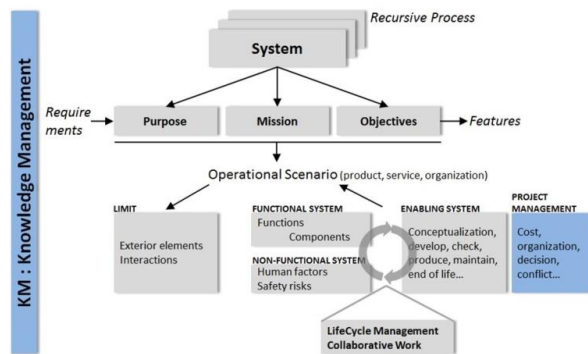 Recursive Process
System
KM : Knowledge Management
Require
ments
Purpose
Mission
Objectives
Features
Operational Scenario (product, service, organization)
LIMIT
Exterior elements
Interactions
FUNCTIONAL SYSTEM
Functions
Components
NON-FUNCTIONAL SYSTEM
Human factors
Safety risks
ENABLING SYSTEM
Conceptualization,
develop, check,
produce, maintain,
end of life...
PROJECT
MANAGEMENT
Cost,
organization,
decision,
conflict...
LifeCycle Management
Collaborative Work